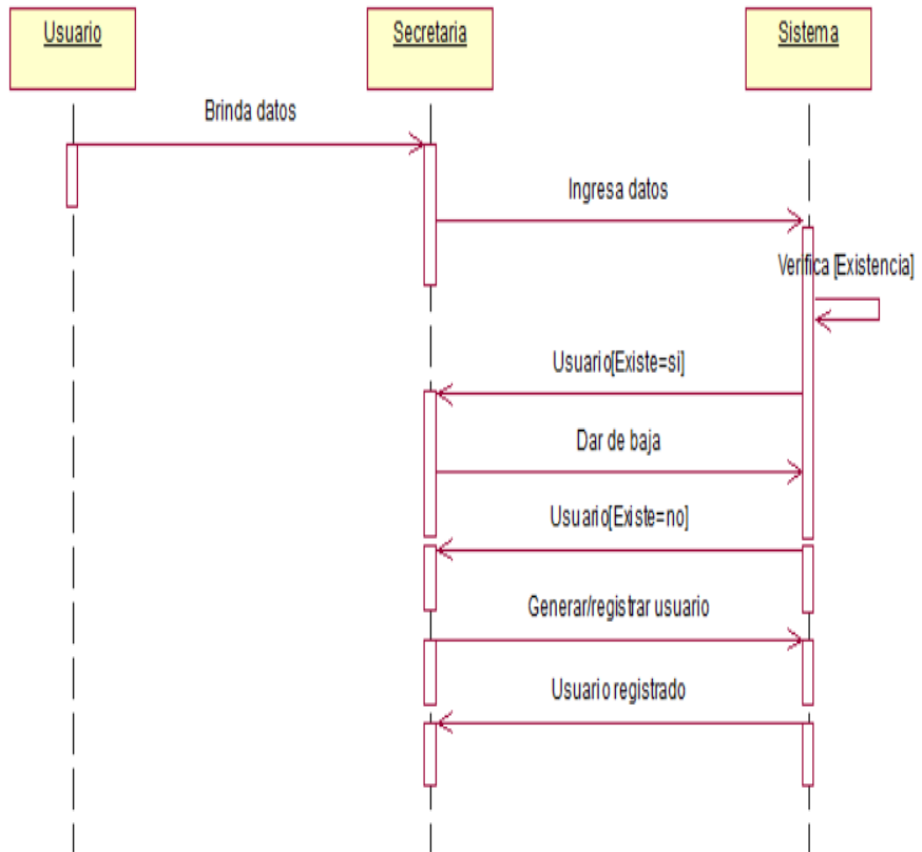 Usuario
Secretaria
Sistema
Brinda datos
Ingresa datos
Verifica [Existencia]
Usuario[Existe=si]
Dar de baja
Usuario[Existe=no]
Generar/registrar usuario
Usuario registrado